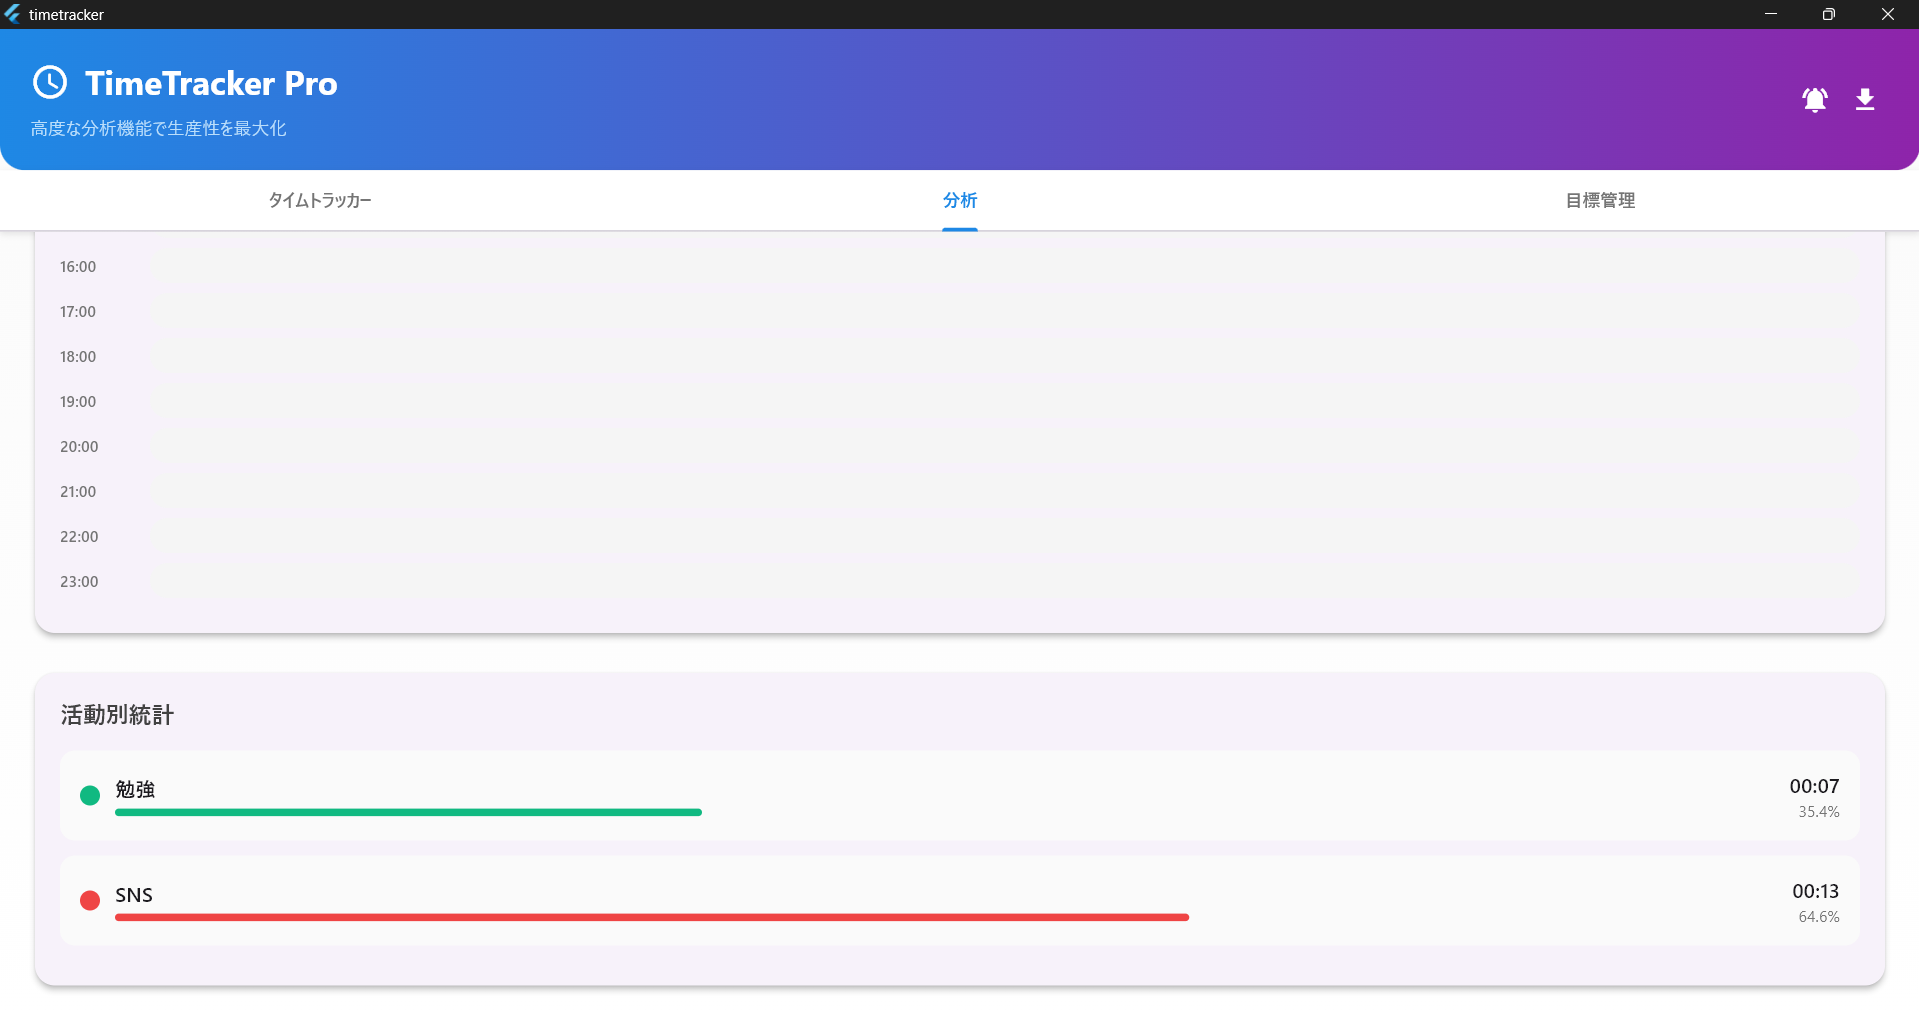 timetracker
TimeTracker Pro
高度な分析機能で生産性を最大化
タイムトラッカー
分析
目標管理
16:00
17:00
18:00
19:00
20:00
21:00
22:00
23:00
活動別統計
勉強
00:07
35.4%
SNS
00:13
64.6%